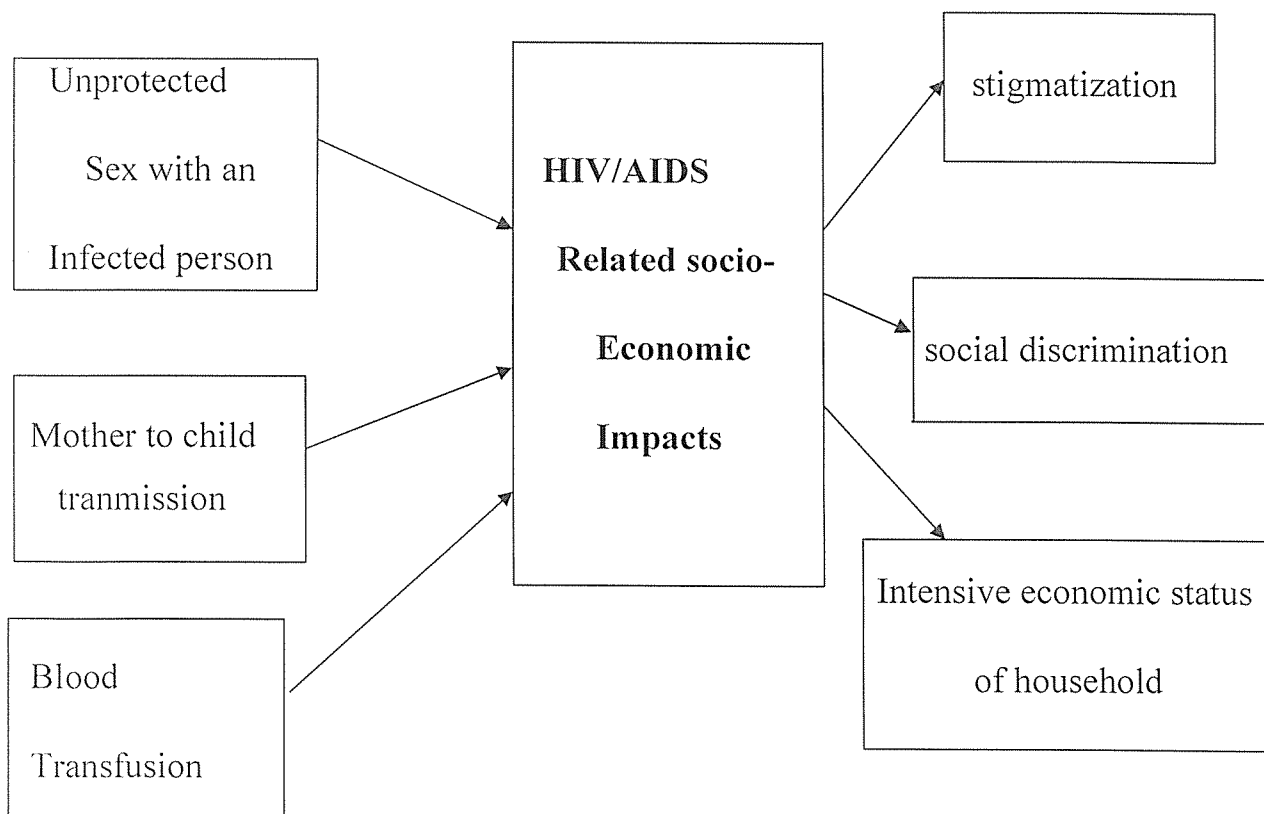 Unprotected
Sex with an
Infected person
Mother to child
tranmission
Blood
Transfusion
HIV/AIDS
Related socio-
Economic
Impacts
stigmatization
social discrimination
Intensive economic status
of household